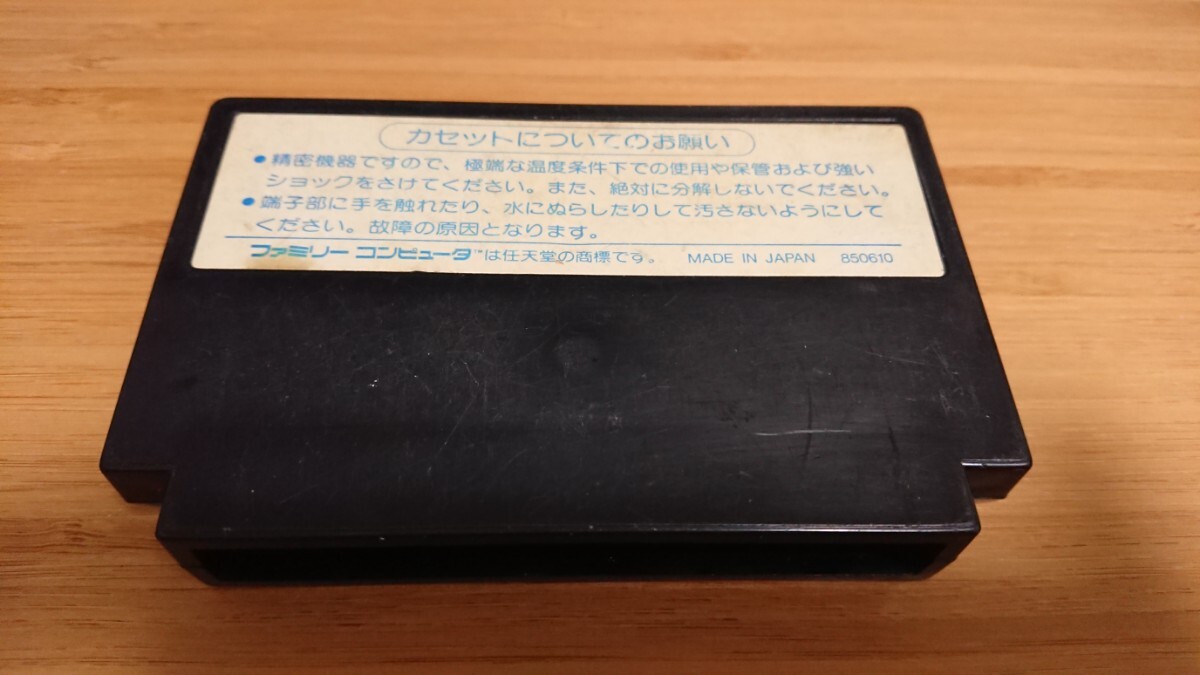 カセットについてのお願い
●精密機器ですので、極端な温度条件下での使用や保管および強い
ショックをさけてください。また、絶対に分解しないでください。
●端子部に手を触れたり、水にぬらしたりして汚さないようにして
ください。故障の原因となります。
ファミリーコンピュータ™は任天堂の商標です。 MADE IN JAPAN 850610